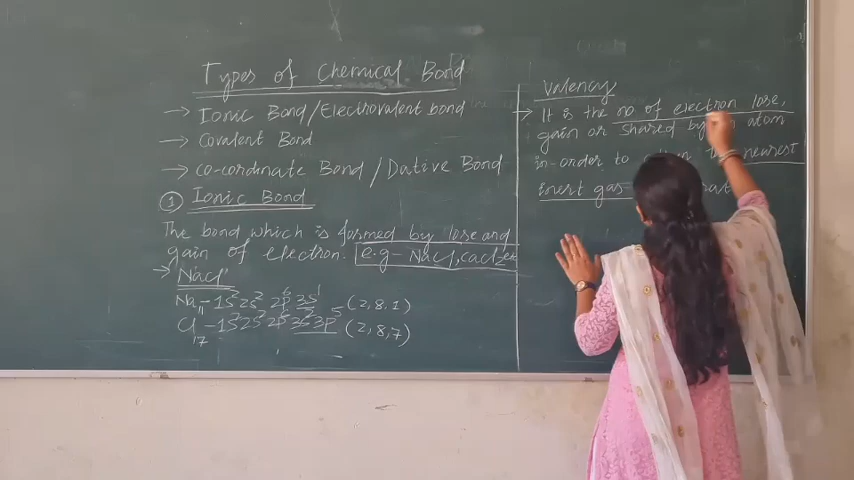 Types of Chemical Bond
→ Ionic Bond/Electrovalent bond
→ Covalent Bond
→ Co-cordinate Bond/Dative Bond
① Ionic Bond
The bond which is formed by lose and
gain of electron. e.g - NaCl, CaCl2 etc
→ NaCl
Na11 - 1S² 2S² 2P⁶ 3S¹ (2,8,1)
Cl17 - 1S² 2S² 2P⁶ 3S² 3P⁵ (2,8,7)
Valency
→ It is the no of electron lose,
gain or shared by atom
in-order to nearest
inert gas